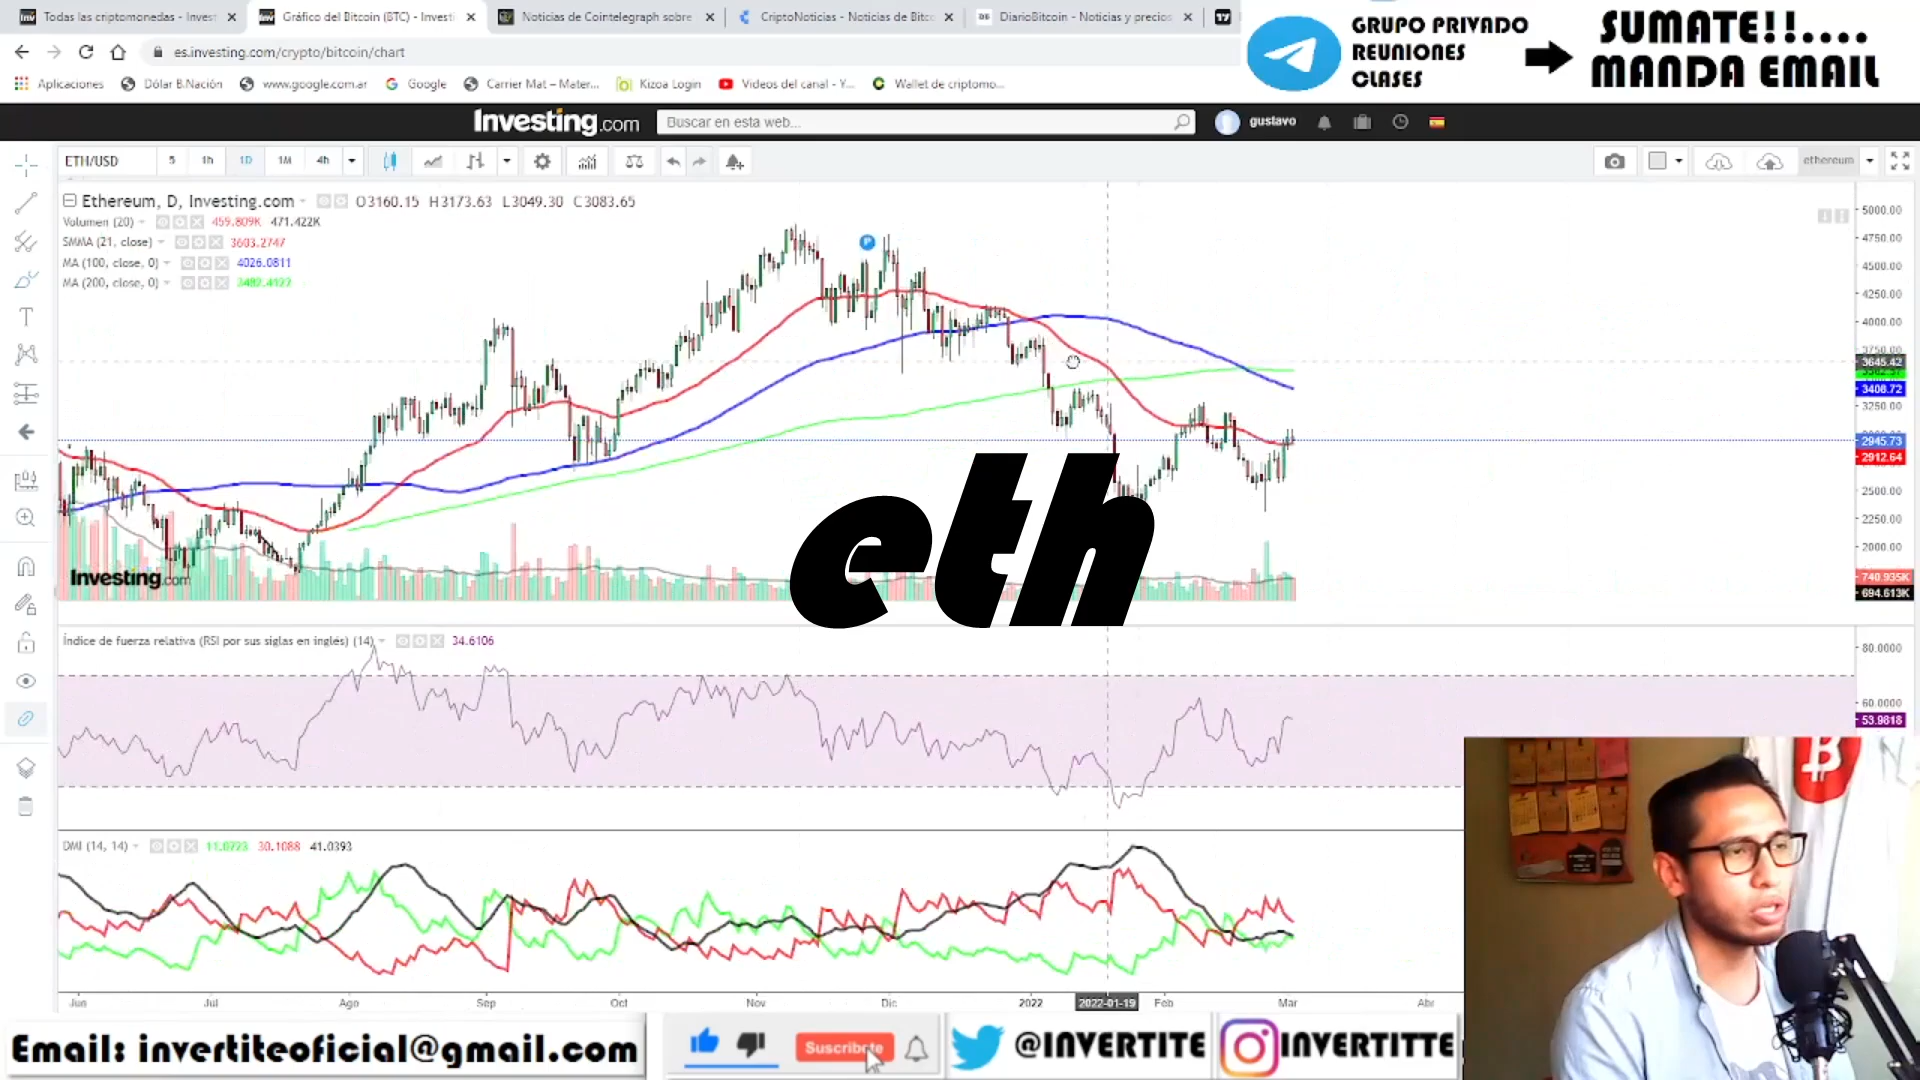 Todas las criptomonedas - Invest
Gráfico del Bitcoin (BTC) - Investi
Noticias de Cointelegraph sobre
CriptoNoticias - Noticias de Bitco
DiarioBitcoin - Noticias y precios
es.investing.com/crypto/bitcoin/chart
Aplicaciones
Dólar B.Nación
www.google.com.ar
Google
Carrier Mat – Mater...
Kizoa Login
Videos del canal - Y...
Wallet de criptomo...
GRUPO PRIVADO
REUNIONES
CLASES
SUMATE!!....
MANDA EMAIL
Investing.com
Buscar en esta web...
gustavo
ETH/USD
5
1h
1D
1M
4h
ethereum
Ethereum, D, Investing.com
O3160.15 H3173.63 L3049.30 C3083.65
Volumen (20) 459.809K 471.422K
SMMA (21, close) 3603.2747
MA (100, close, 0) 4026.0811
MA (200, close, 0) 3482.4122
5000.00
4750.00
4500.00
4250.00
4000.00
3750.00
3645.42
3408.72
3250.00
2945.73
2912.64
2500.00
2250.00
2000.00
740.935K
694.613K
eth
Investing.com
Índice de fuerza relativa (RSI por sus siglas en inglés) (14) 34.6106
80.0000
60.0000
53.9818
DMI (14, 14) 11.0723 30.1088 41.0393
Jun
Jul
Ago
Sep
Oct
Nov
Dic
2022
2022-01-19
Feb
Mar
Abr
Email: invertiteoficial@gmail.com
Suscribete
@INVERTITE
INVERTITTE